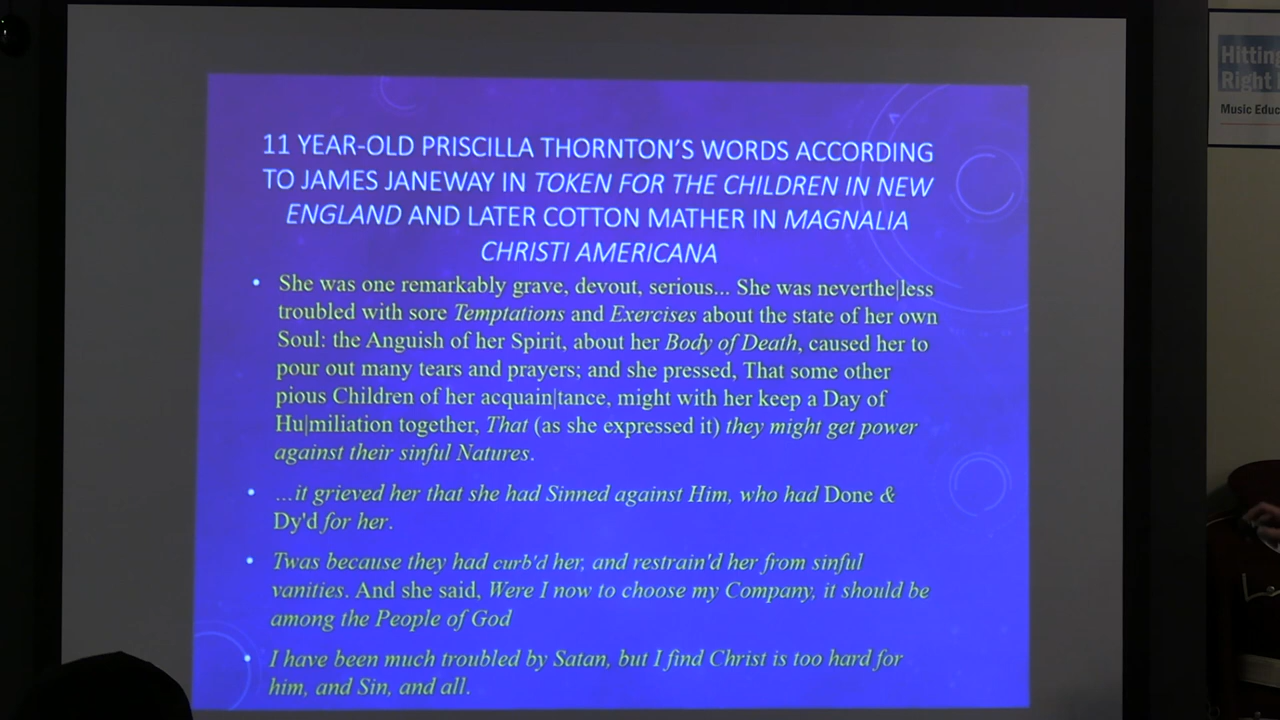 11 YEAR-OLD PRISCILLA THORNTON'S WORDS ACCORDING
TO JAMES JANEWAY IN TOKEN FOR THE CHILDREN IN NEW
ENGLAND AND LATER COTTON MATHER IN MAGNALIA
CHRISTI AMERICANA
• She was one remarkably grave, devout, serious... She was neverthe|less
troubled with sore Temptations and Exercises about the state of her own
Soul: the Anguish of her Spirit, about her Body of Death, caused her to
pour out many tears and prayers; and she pressed, That some other
pious Children of her acquain|tance, might with her keep a Day of
Hu|miliation together, That (as she expressed it) they might get power
against their sinful Natures.
• ...it grieved her that she had Sinned against Him, who had Done &
Dy'd for her.
• Twas because they had curb'd her, and restrain'd her from sinful
vanities. And she said, Were I now to choose my Company, it should be
among the People of God
• I have been much troubled by Satan, but I find Christ is too hard for
him, and Sin, and all.
Hitting
Right
Music Educ